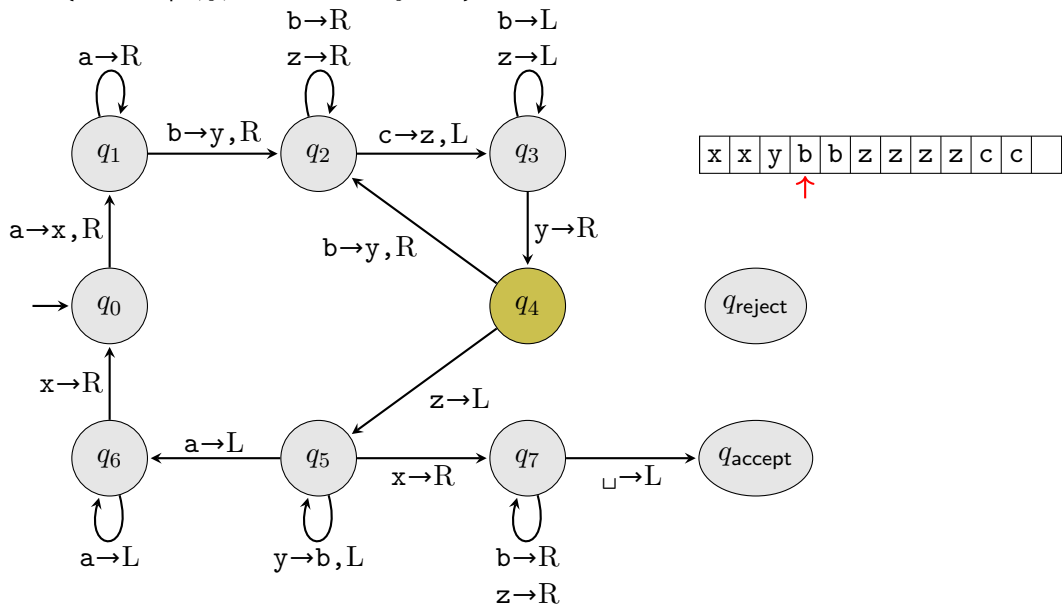 b→R
b→L
a→R
z→R
z→L
q1
b→y,R
q2
c→z,L
q3
x x y b b z z z z c c
a→x,R
b→y,R
y→R
q0
q4
qreject
x→R
z→L
q6
a→L
q5
x→R
q7
␣→L
qaccept
a→L
y→b,L
b→R
z→R